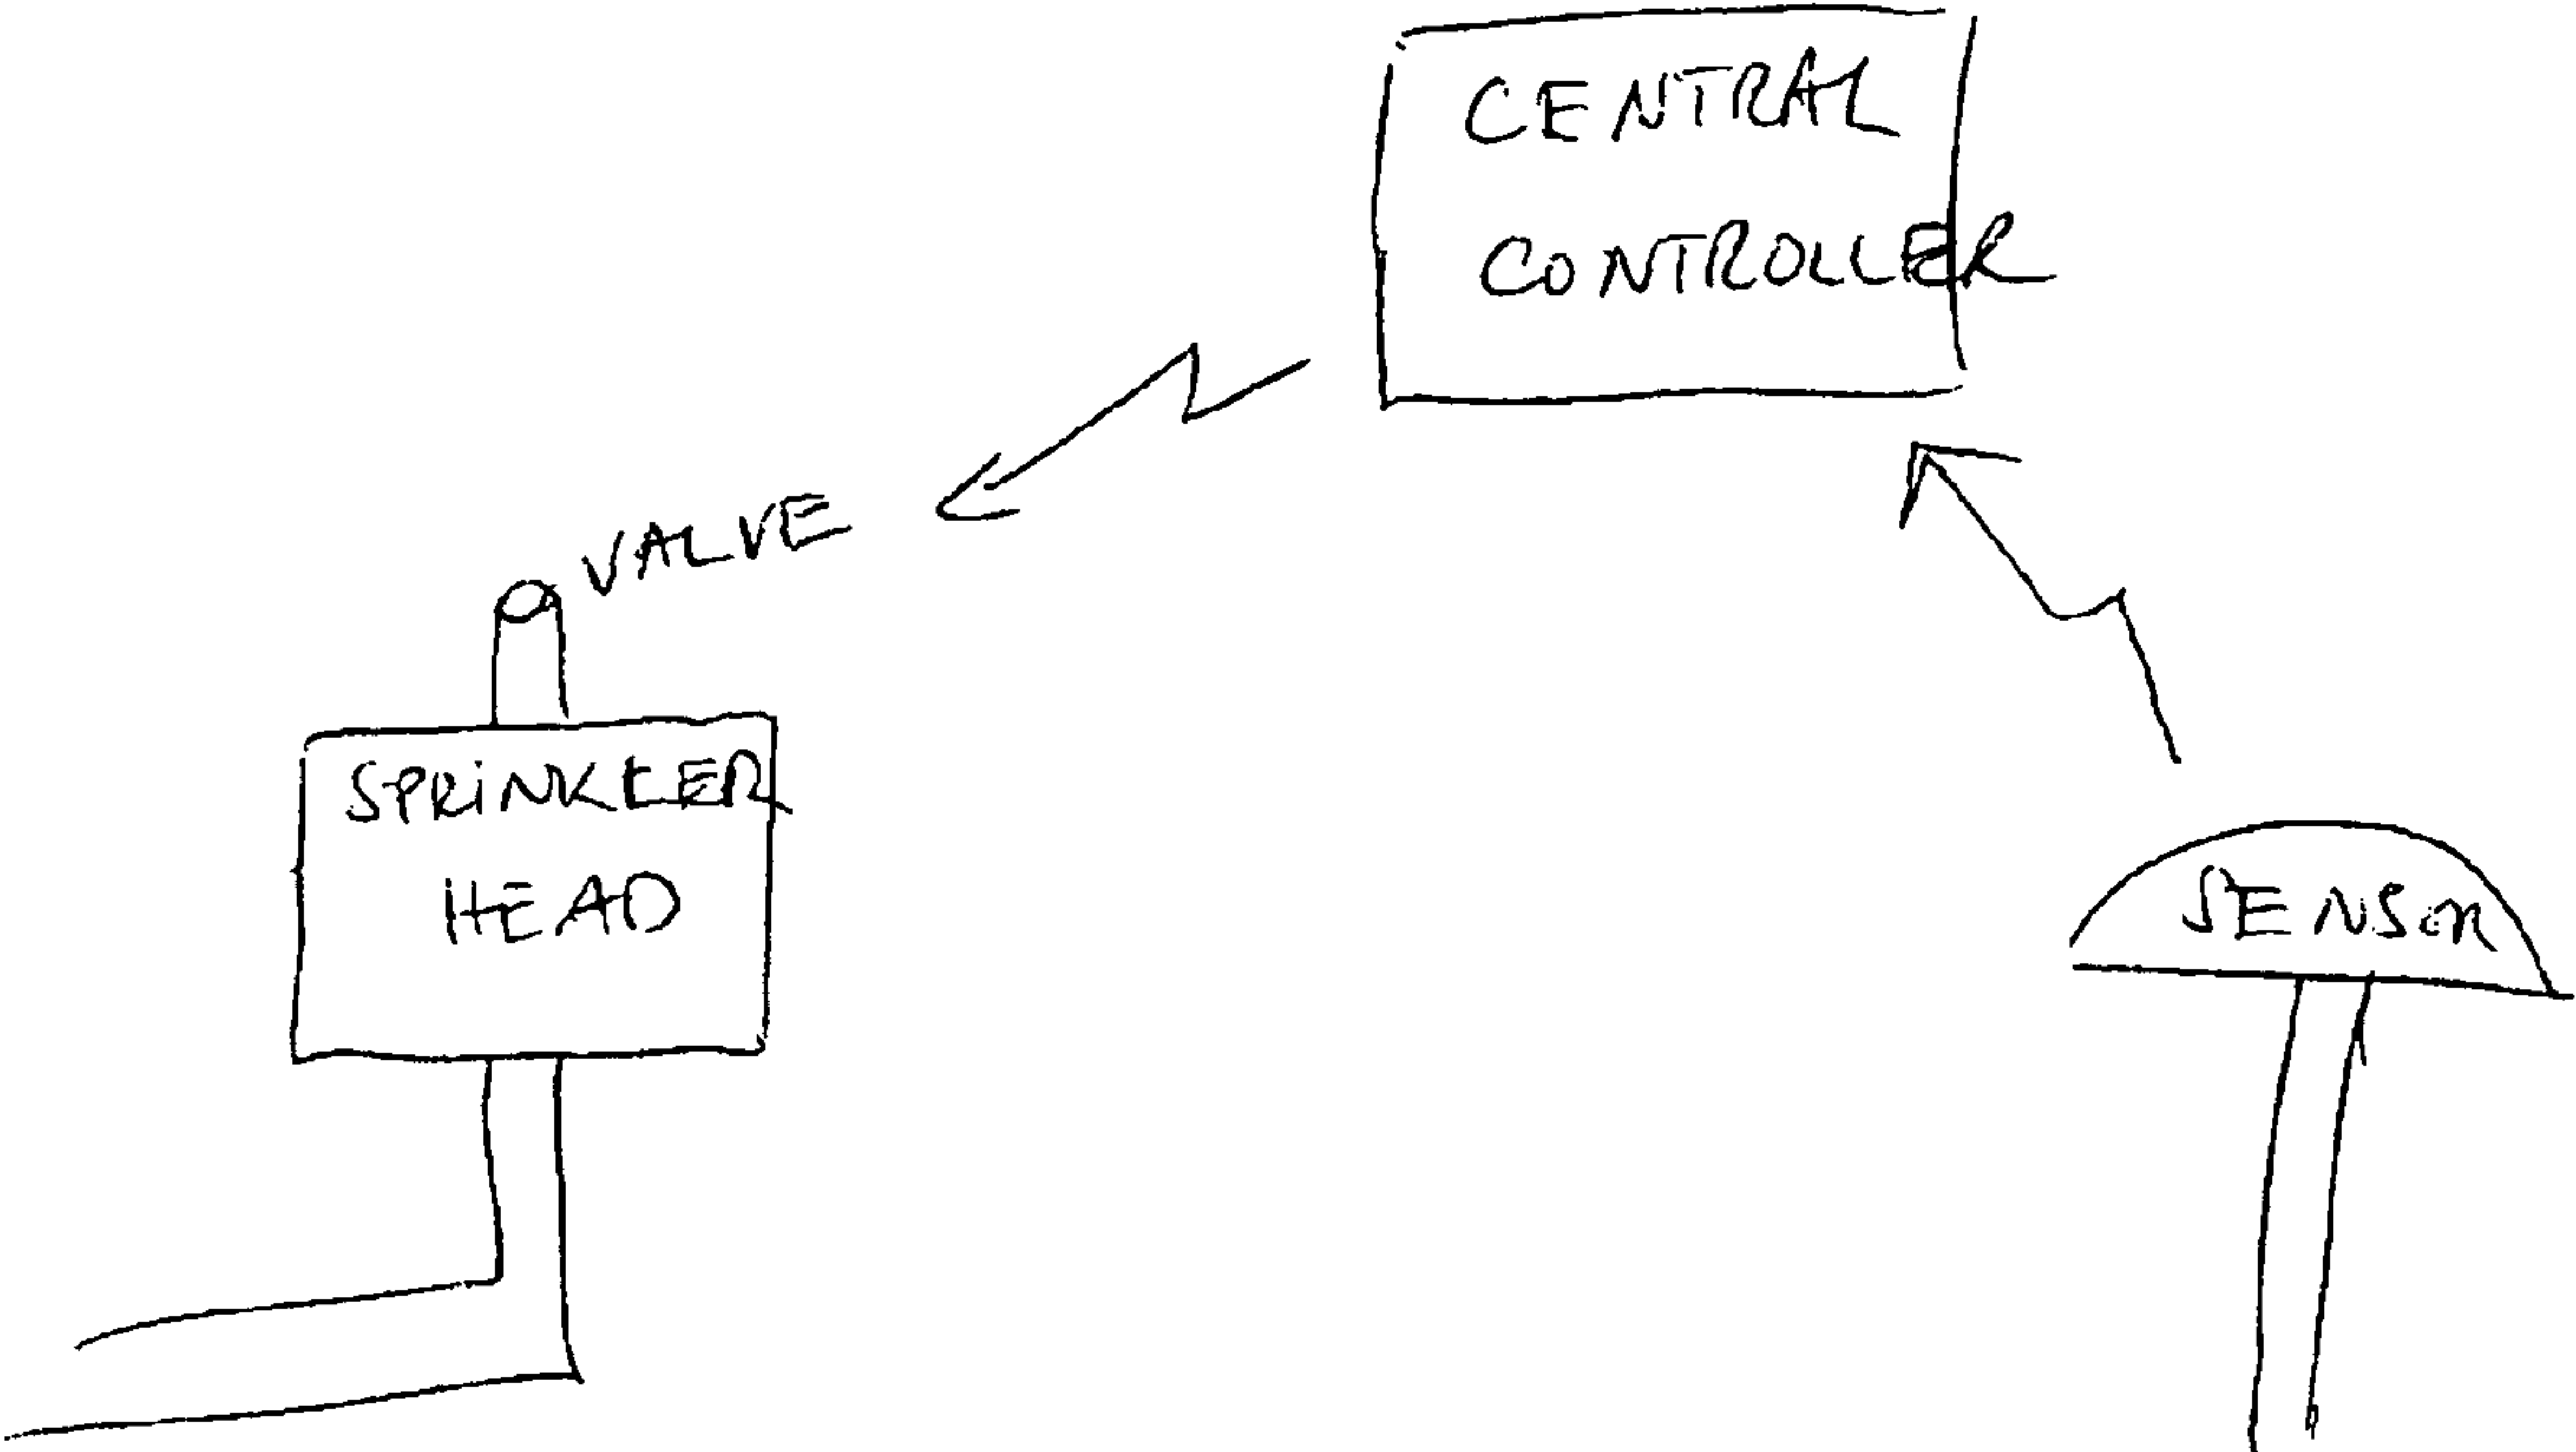 CENTRAL
CONTROLLER
VALVE
SPRiNKLER
HEAD
SENSOR